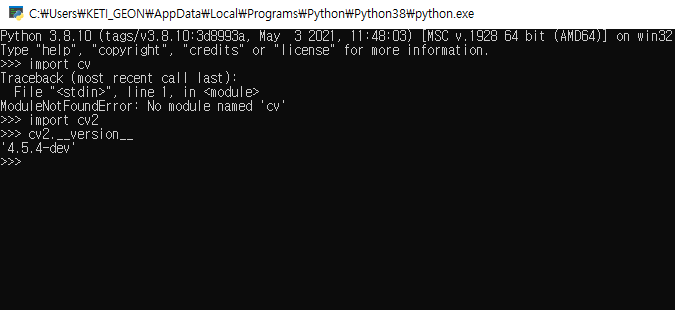 C:₩Users₩KETI_GEON₩AppData₩Local₩Programs₩Python₩Python38₩python.exe
Python 3.8.10 (tags/v3.8.10:3d8993a, May  3 2021, 11:48:03) [MSC v.1928 64 bit (AMD64)] on win32
Type "help", "copyright", "credits" or "license" for more information.
>>> import cv
Traceback (most recent call last):
  File "<stdin>", line 1, in <module>
ModuleNotFoundError: No module named 'cv'
>>> import cv2
>>> cv2.__version__
'4.5.4-dev'
>>>